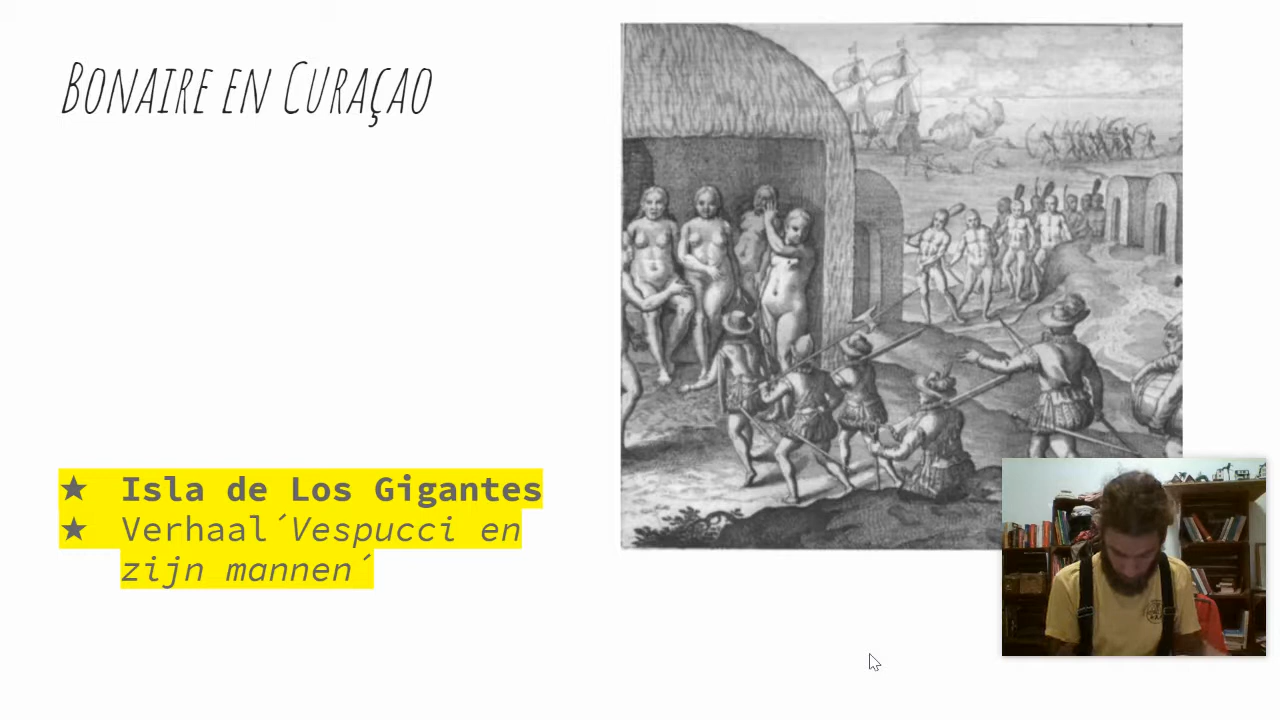 Bonaire en Curaçao
★ Isla de Los Gigantes
★ Verhaal´Vespucci en
zijn mannen´